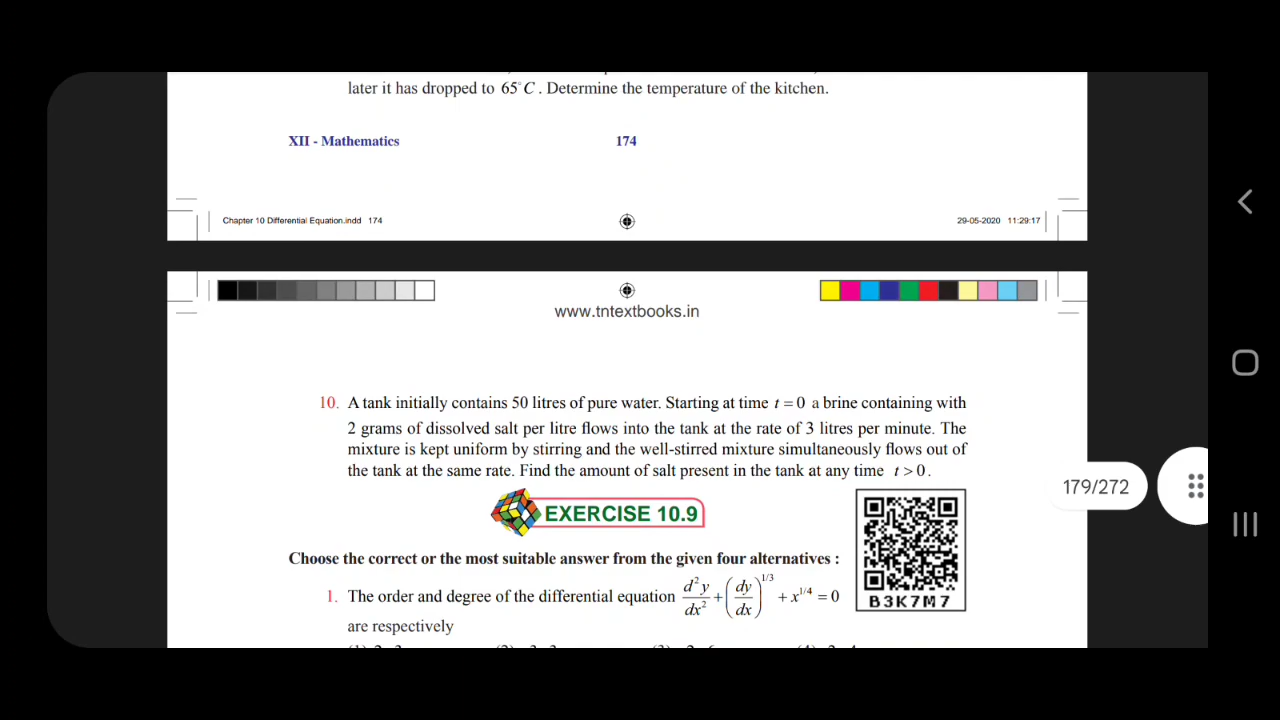 later it has dropped to 65°C. Determine the temperature of the kitchen.
XII - Mathematics 174
Chapter 10 Differential Equation.indd 174 29-05-2020 11:29:17
www.tntextbooks.in
10. A tank initially contains 50 litres of pure water. Starting at time t = 0 a brine containing with
2 grams of dissolved salt per litre flows into the tank at the rate of 3 litres per minute. The
mixture is kept uniform by stirring and the well-stirred mixture simultaneously flows out of
the tank at the same rate. Find the amount of salt present in the tank at any time t > 0.
179/272
EXERCISE 10.9
Choose the correct or the most suitable answer from the given four alternatives :
1. The order and degree of the differential equation d²y/dx² + (dy/dx)^1/3 + x^1/4 = 0
B3K7M7
are respectively